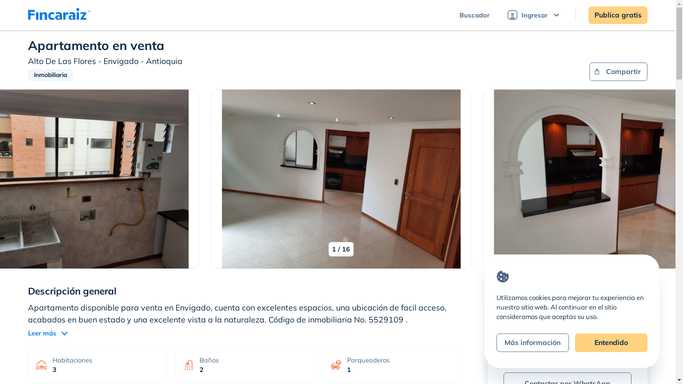 Fincaraiz
Buscador
Ingresar
Publica gratis
Apartamento en venta
Alto De Las Flores - Envigado - Antioquia
Inmobiliaria
Compartir
1 / 16
Descripción general
Apartamento disponible para venta en Envigado, cuenta con excelentes espacios, una ubicación de facil acceso,
acabados en buen estado y una excelente vista a la naturaleza. Código de inmobiliaria No. 5529109 .
Leer más
Habitaciones
3
Baños
2
Parqueaderos
1
Utilizamos cookies para mejorar tu experiencia en
nuestro sitio web. Al continuar en el sitio
consideramos que aceptas su uso.
Más información
Entendido
Contactar por WhatsApp